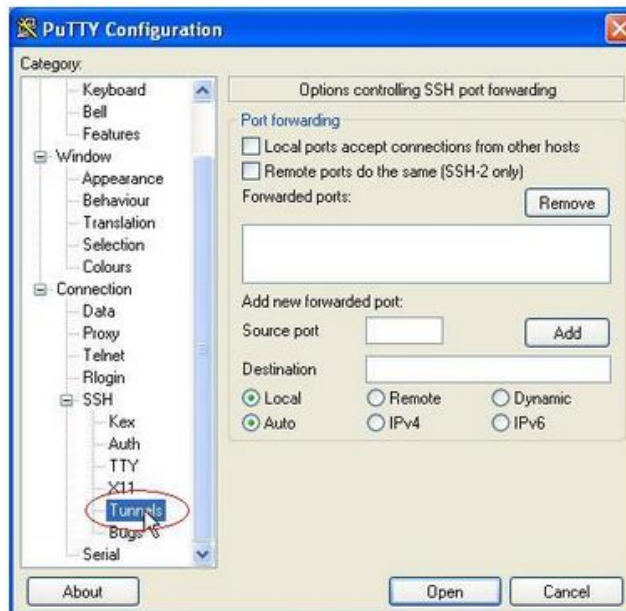 PuTTY Configuration
Category:
Keyboard
Bell
Features
Window
Appearance
Behaviour
Translation
Selection
Colours
Connection
Data
Proxy
Telnet
Rlogin
SSH
Kex
Auth
TTY
X11
Tunnels
Bugs
Serial
Options controlling SSH port forwarding
Port forwarding
Local ports accept connections from other hosts
Remote ports do the same (SSH-2 only)
Forwarded ports:
Remove
Add new forwarded port:
Source port
Add
Destination
Local Remote Dynamic
Auto IPv4 IPv6
About
Open
Cancel